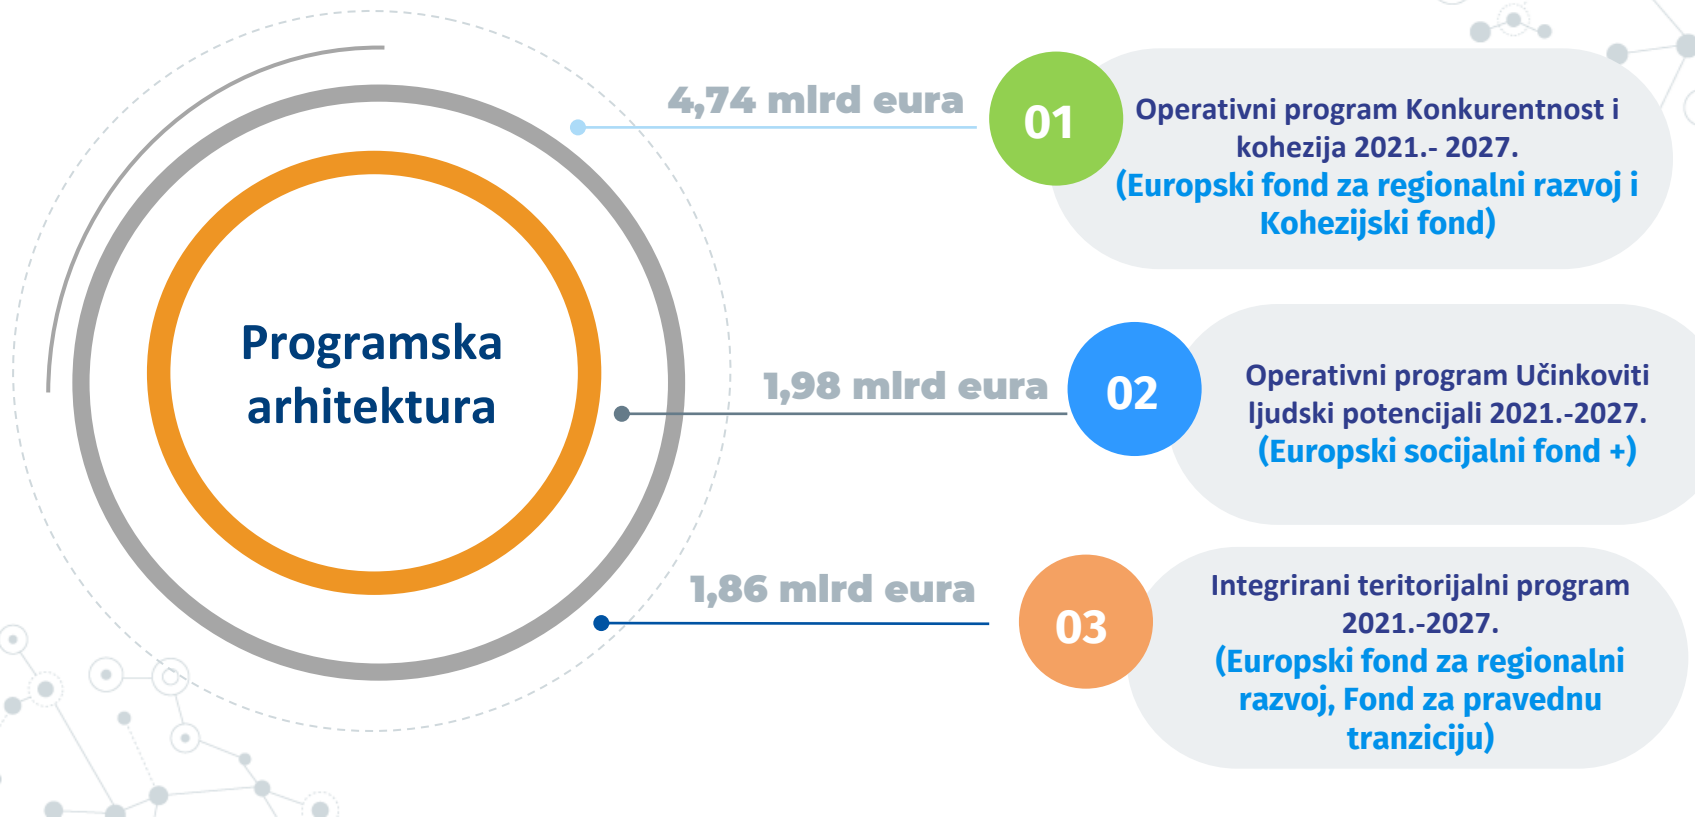 Programska
arhitektura
4,74 mlrd eura
01
Operativni program Konkurentnost i
kohezija 2021.- 2027.
(Europski fond za regionalni razvoj i
Kohezijski fond)
1,98 mlrd eura
02
Operativni program Učinkoviti
ljudski potencijali 2021.-2027.
(Europski socijalni fond +)
1,86 mlrd eura
03
Integrirani teritorijalni program
2021.-2027.
(Europski fond za regionalni
razvoj, Fond za pravednu
tranziciju)